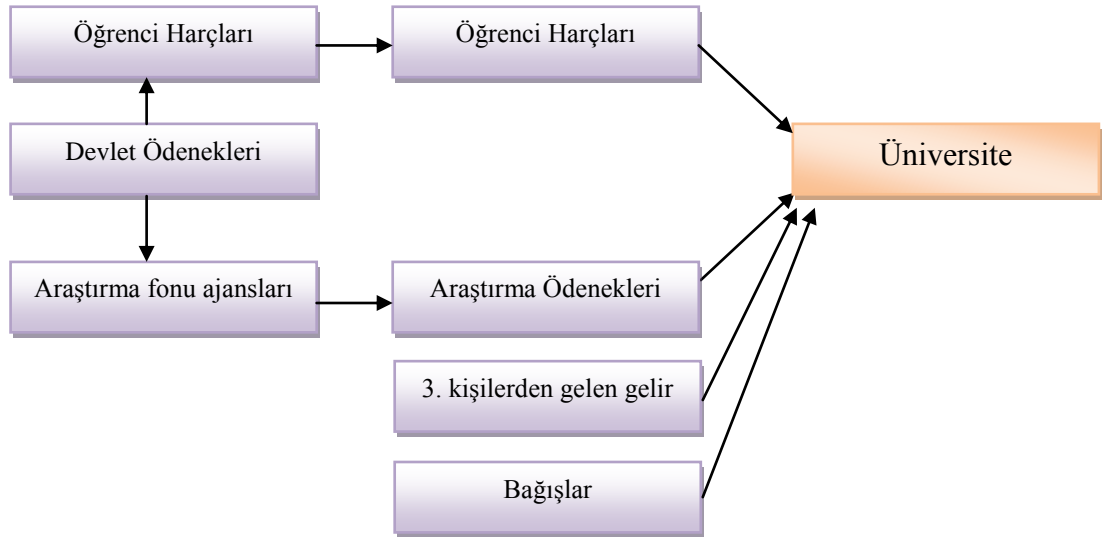 Öğrenci Harçları
Öğrenci Harçları
Devlet Ödenekleri
Üniversite
Araştırma fonu ajansları
Araştırma Ödenekleri
3. kişilerden gelen gelir
Bağışlar